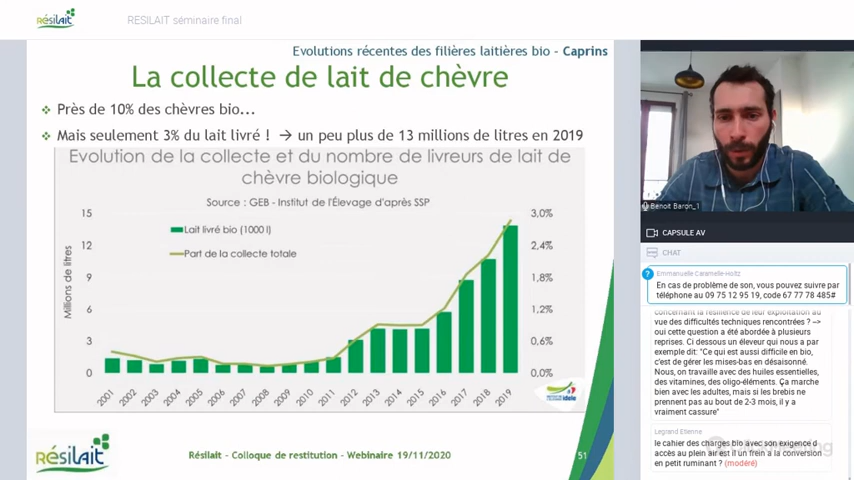 Résilait
RESILAIT séminaire final
Evolutions récentes des filières laitières bio - Caprins
La collecte de lait de chèvre
Près de 10% des chèvres bio...
Mais seulement 3% du lait livré ! → un peu plus de 13 millions de litres en 2019
Evolution de la collecte et du nombre de livreurs de lait de
chèvre biologique
Source : GEB - Institut de l'Élevage d'après SSP
15 3,0%
Lait livré bio (1000 l)
12 2,4%
Part de la collecte totale
9 1,8%
Millions de litres
6 1,2%
3 0,6%
0 0,0%
2001 2002 2003 2004 2005 2006 2007 2008 2009 2010 2011 2012 2013 2014 2015 2016 2017 2018 2019
idele
Résilait
Résilait - Colloque de restitution - Webinaire 19/11/2020
51
Benoit Baron_1
CAPSULE AV
CHAT
Emmanuelle Caramelle-Holtz
En cas de problème de son, vous pouvez suivre par
téléphone au 09 75 12 95 19, code 67 77 78 485#
concernant la résilience de leur exploitation au
vue des difficultés techniques rencontrées ? -->
oui cette question a été abordée à plusieurs
reprises. Ci dessous un éleveur qui nous a par
exemple dit: "Ce qui est aussi difficile en bio,
c'est de gérer les mises-bas en désaisonné.
Nous, on travaille avec des huiles essentielles,
des vitamines, des oligo-éléments. Ça marche
bien avec les adultes, mais si les brebis ne
prennent pas au bout de 2-3 mois, il y a
vraiment cassure"
Legrand Etienne
le cahier des charges bio avec son exigence d
accès au plein air est il un frein a la conversion
en petit ruminant ? (modéré)